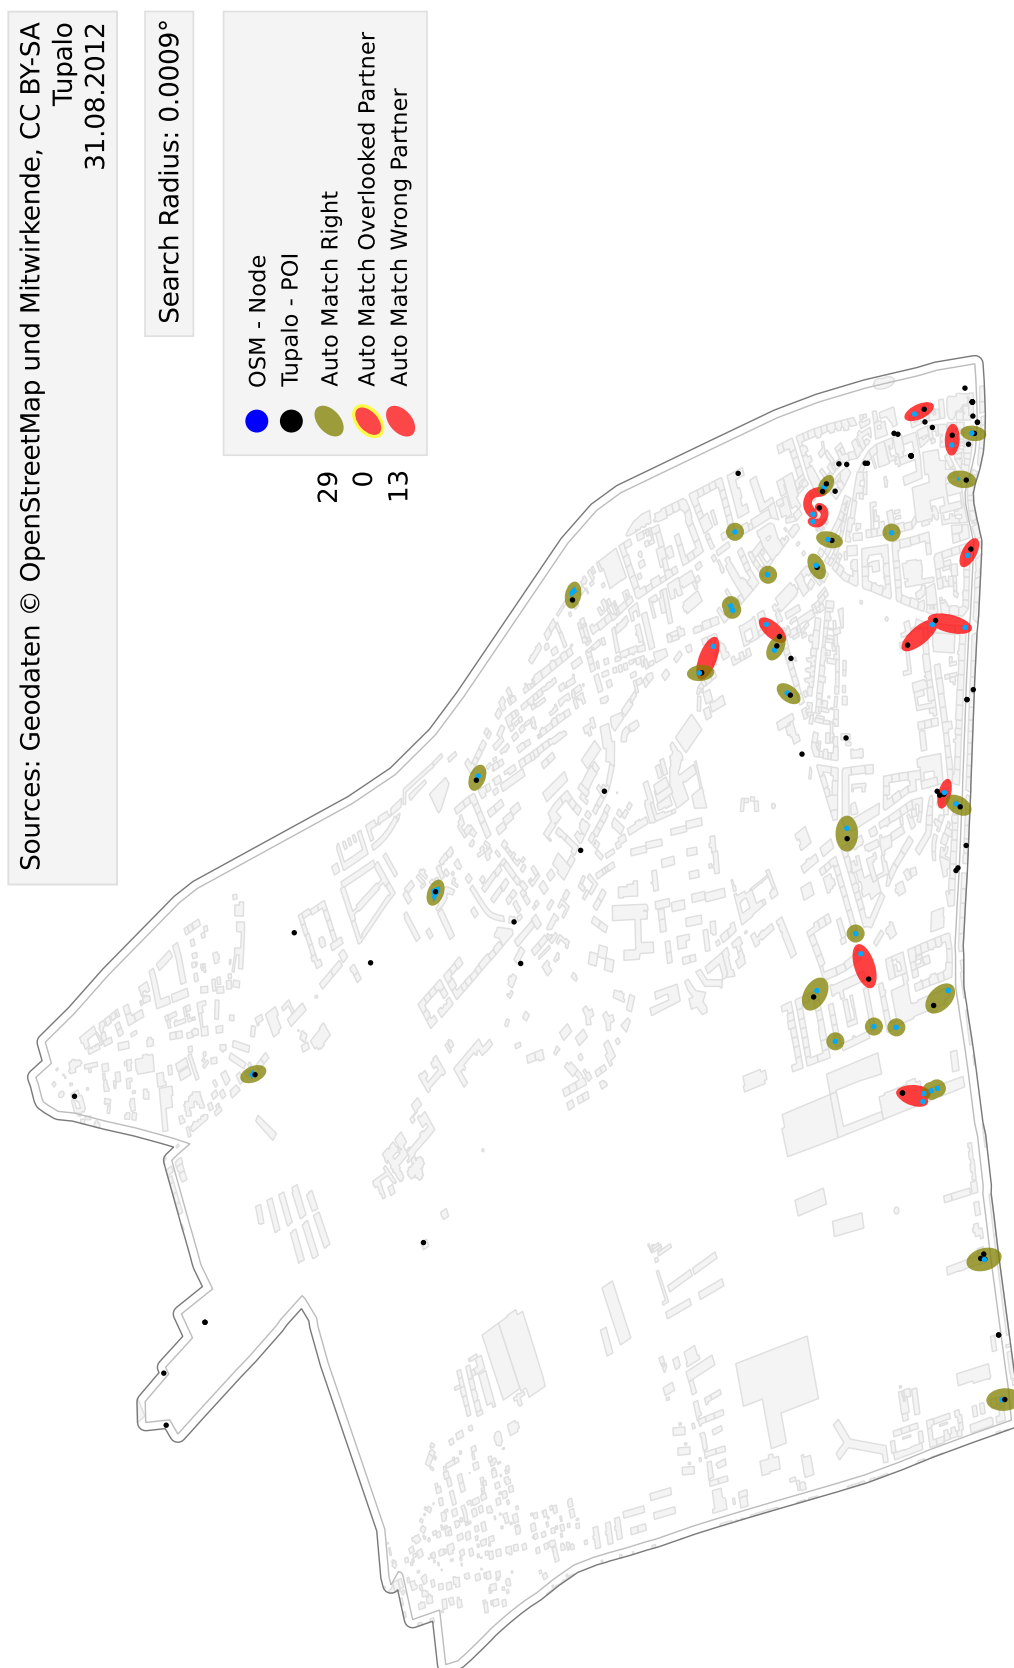 Sources: Geodaten © OpenStreetMap und Mitwirkende, CC BY-SA
Tupalo
31.08.2012
Search Radius: 0.0009°
OSM - Node
Tupalo - POI
29 Auto Match Right
0 Auto Match Overlooked Partner
13 Auto Match Wrong Partner